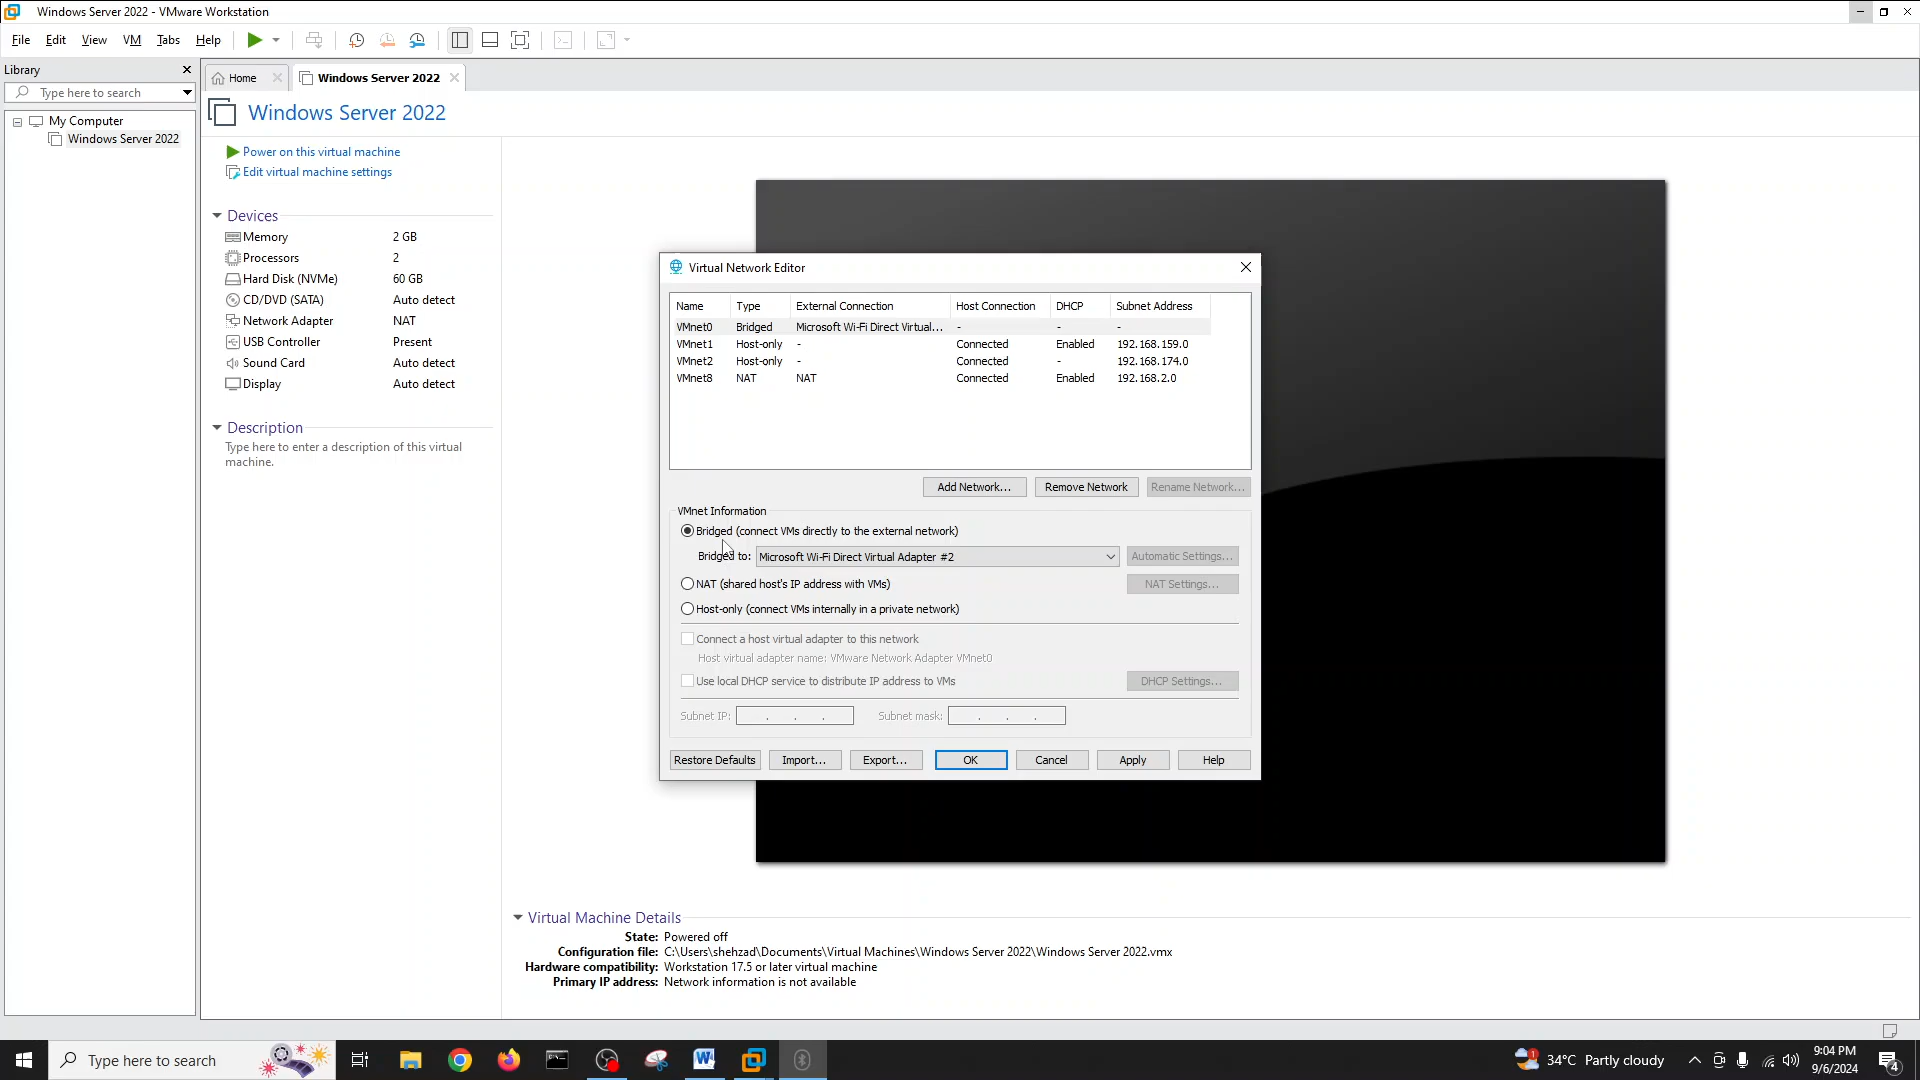 Windows Server 2022 - VMware Workstation
File Edit View VM Tabs Help
Library
Type here to search
My Computer
Windows Server 2022
Home
Windows Server 2022
Windows Server 2022
Power on this virtual machine
Edit virtual machine settings
Devices
Memory 2 GB
Processors 2
Hard Disk (NVMe) 60 GB
CD/DVD (SATA) Auto detect
Network Adapter NAT
USB Controller Present
Sound Card Auto detect
Display Auto detect
Description
Type here to enter a description of this virtual
machine.
Virtual Network Editor
Name Type External Connection Host Connection DHCP Subnet Address
VMnet0 Bridged Microsoft Wi-Fi Direct Virtual... - - -
VMnet1 Host-only - Connected Enabled 192.168.159.0
VMnet2 Host-only - Connected - 192.168.174.0
VMnet8 NAT NAT Connected Enabled 192.168.2.0
Add Network... Remove Network Rename Network...
VMnet Information
Bridged (connect VMs directly to the external network)
Bridged to: Microsoft Wi-Fi Direct Virtual Adapter #2 Automatic Settings...
NAT (shared host's IP address with VMs) NAT Settings...
Host-only (connect VMs internally in a private network)
Connect a host virtual adapter to this network
Host virtual adapter name: VMware Network Adapter VMnet0
Use local DHCP service to distribute IP address to VMs DHCP Settings...
Subnet IP: . . . Subnet mask: . . .
Restore Defaults Import... Export... OK Cancel Apply Help
Virtual Machine Details
State: Powered off
Configuration file: C:\Users\shehzad\Documents\Virtual Machines\Windows Server 2022\Windows Server 2022.vmx
Hardware compatibility: Workstation 17.5 or later virtual machine
Primary IP address: Network information is not available
Type here to search
1
34°C Partly cloudy
9:04 PM
9/6/2024
4